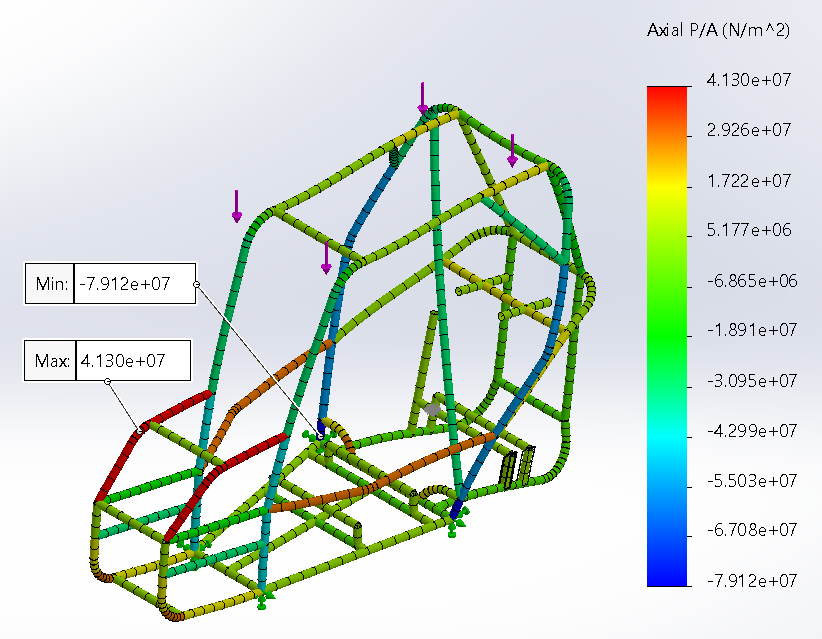 Axial P/A (N/m^2)
4.130e+07
2.926e+07
1.722e+07
5.177e+06
-6.865e+06
-1.891e+07
-3.095e+07
-4.299e+07
-5.503e+07
-6.708e+07
-7.912e+07
Min: -7.912e+07
Max: 4.130e+07